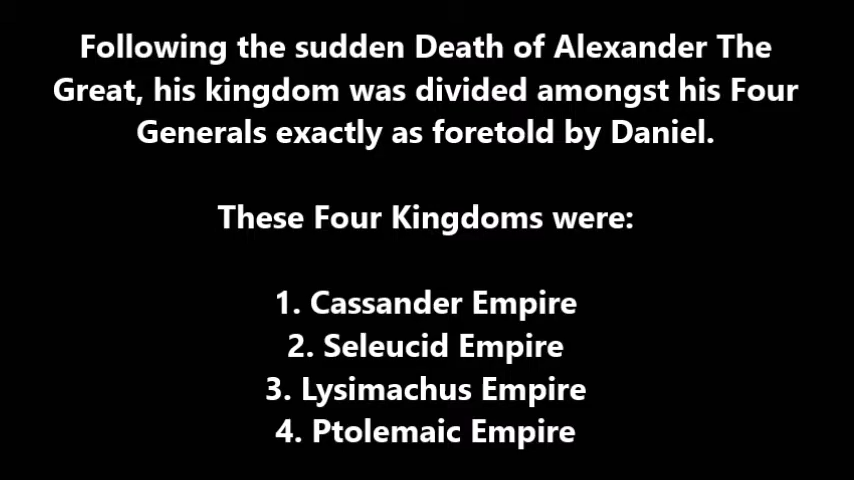 Following the sudden Death of Alexander The
Great, his kingdom was divided amongst his Four
Generals exactly as foretold by Daniel.
These Four Kingdoms were:
1. Cassander Empire
2. Seleucid Empire
3. Lysimachus Empire
4. Ptolemaic Empire